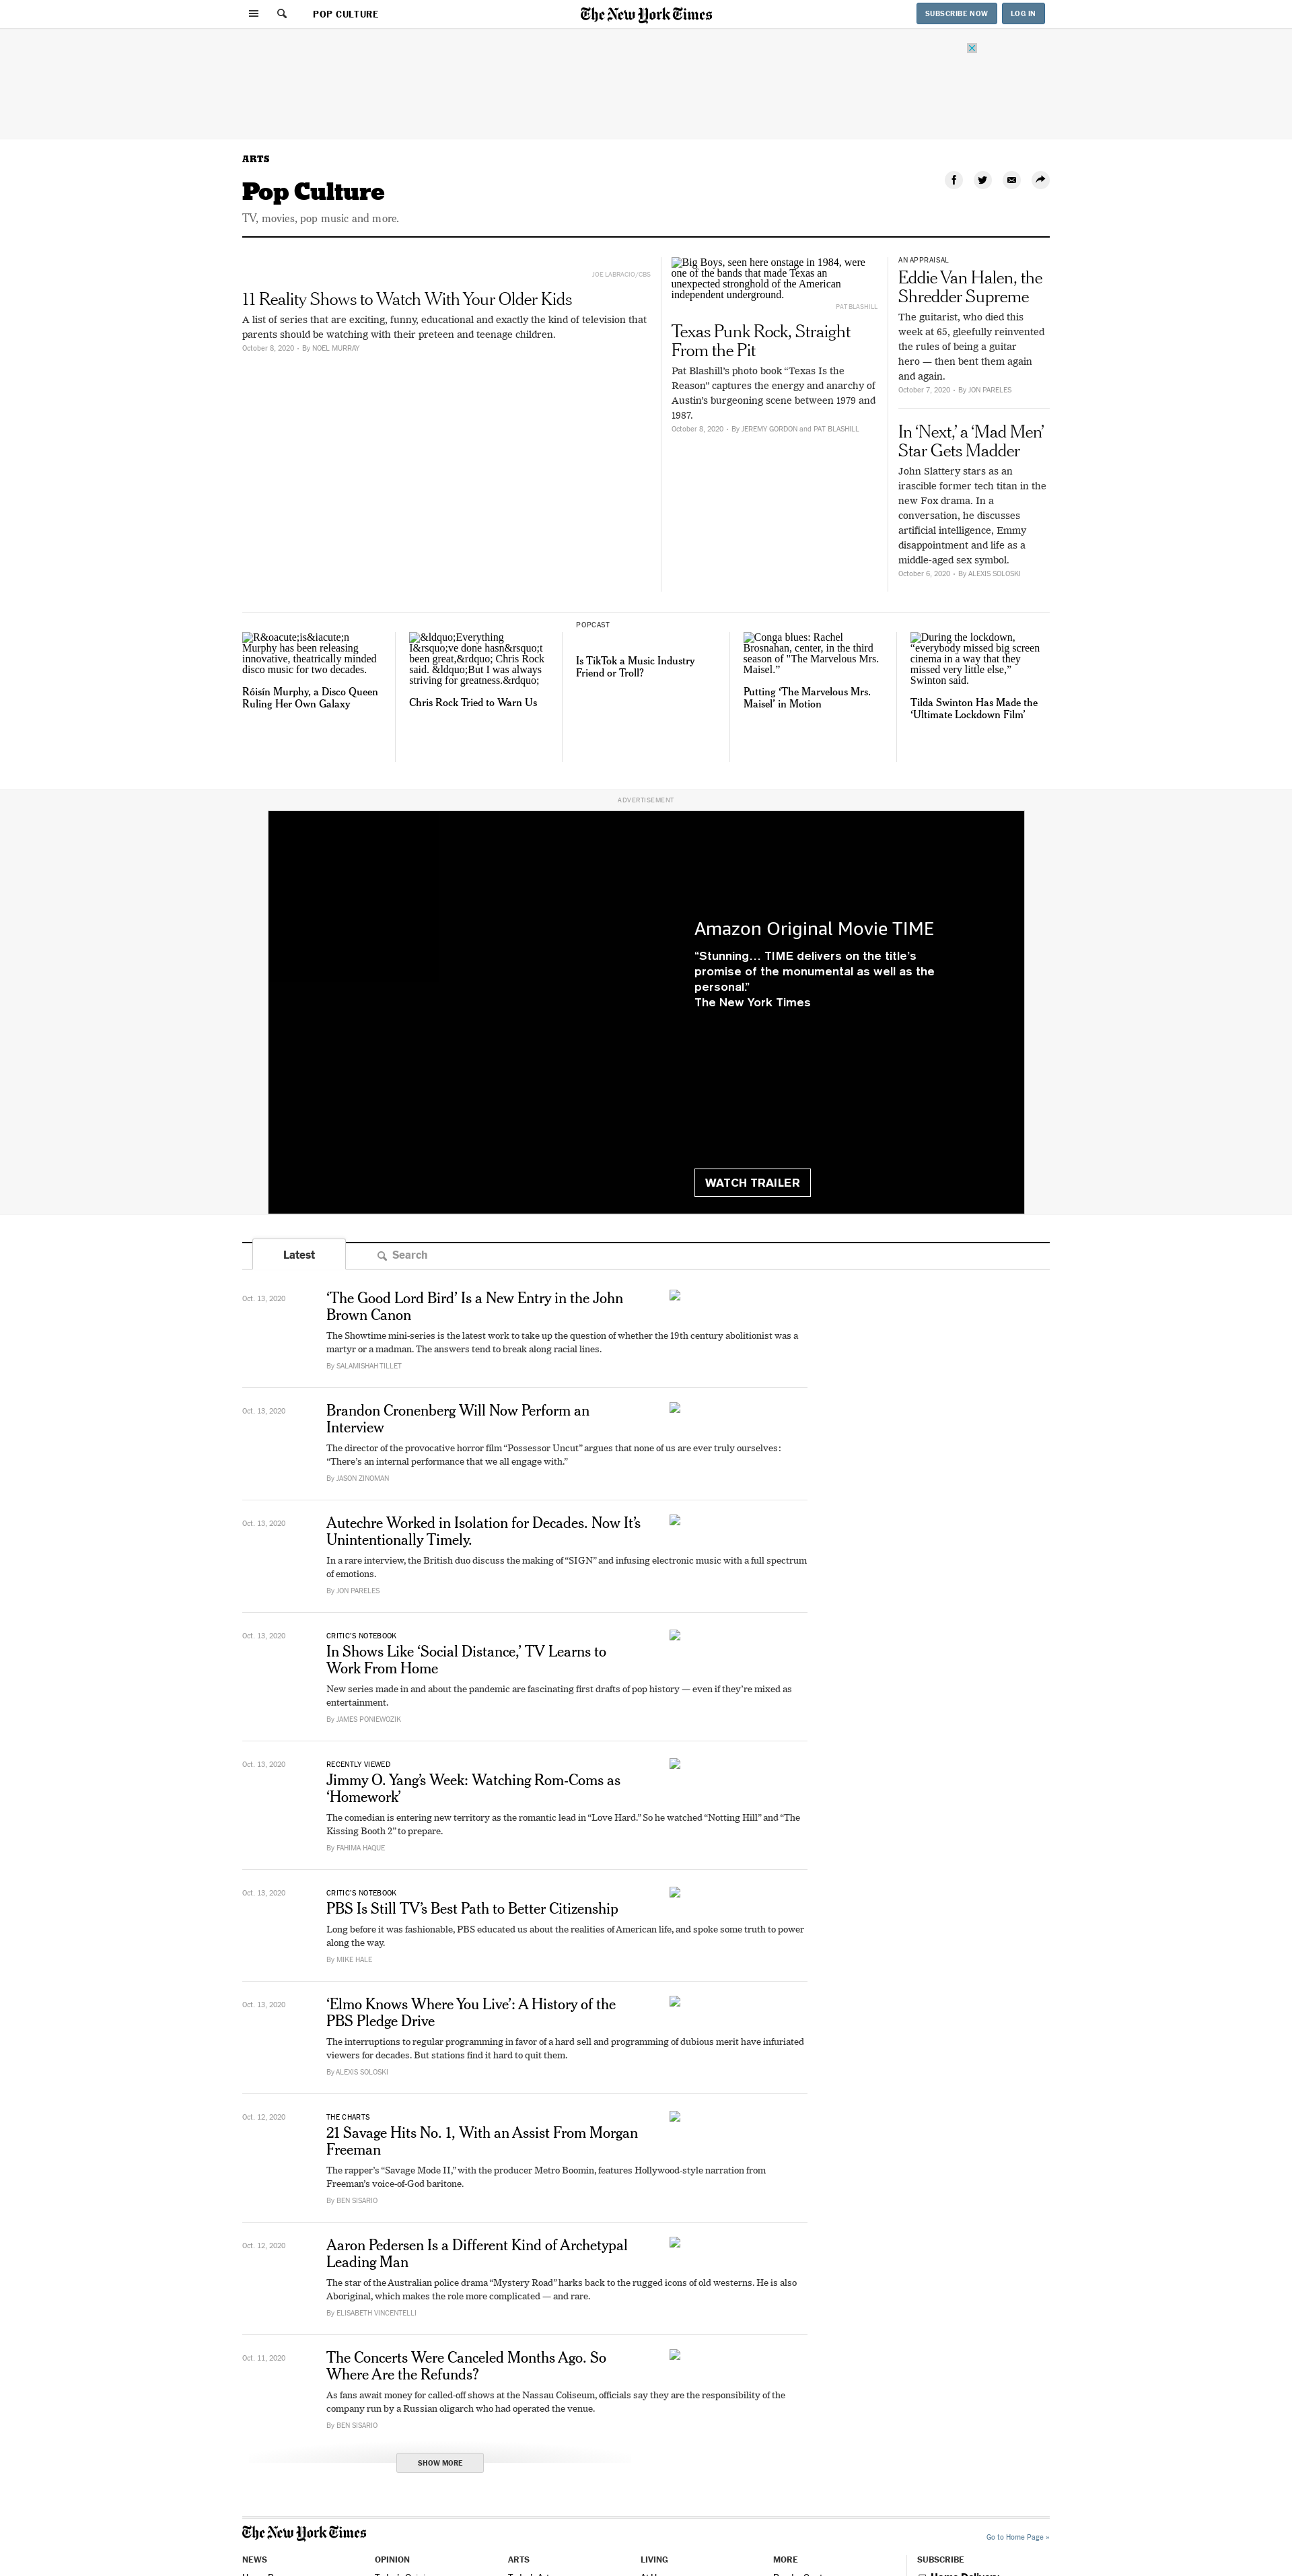 POP CULTURE
The New York Times
SUBSCRIBE NOW
LOG IN
ARTS
Pop Culture
TV, movies, pop music and more.
JOE LABRACIO/CBS
11 Reality Shows to Watch With Your Older Kids
A list of series that are exciting, funny, educational and exactly the kind of television that
parents should be watching with their preteen and teenage children.
October 8, 2020 - By NOEL MURRAY
Big Boys, seen here onstage in 1984, were
one of the bands that made Texas an
unexpected stronghold of the American
independent underground.
PAT BLASHILL
Texas Punk Rock, Straight
From the Pit
Pat Blashill’s photo book “Texas Is the
Reason” captures the energy and anarchy of
Austin’s burgeoning scene between 1979 and
1987.
October 8, 2020 - By JEREMY GORDON and PAT BLASHILL
AN APPRAISAL
Eddie Van Halen, the
Shredder Supreme
The guitarist, who died this
week at 65, gleefully reinvented
the rules of being a guitar
hero — then bent them again
and again.
October 7, 2020 - By JON PARELES
In ‘Next,’ a ‘Mad Men’
Star Gets Madder
John Slattery stars as an
irascible former tech titan in the
new Fox drama. In a
conversation, he discusses
artificial intelligence, Emmy
disappointment and life as a
middle-aged sex symbol.
October 6, 2020 - By ALEXIS SOLOSKI
R&oacute;is&iacute;n
Murphy has been releasing
innovative, theatrically minded
disco music for two decades.
Róisín Murphy, a Disco Queen
Ruling Her Own Galaxy
&ldquo;Everything
I&rsquo;ve done hasn&rsquo;t
been great,&rdquo; Chris Rock
said. &ldquo;But I was always
striving for greatness.&rdquo;
Chris Rock Tried to Warn Us
POPCAST
Is TikTok a Music Industry
Friend or Troll?
Conga blues: Rachel
Brosnahan, center, in the third
season of "The Marvelous Mrs.
Maisel.”
Putting ‘The Marvelous Mrs.
Maisel’ in Motion
During the lockdown,
“everybody missed big screen
cinema in a way that they
missed very little else,”
Swinton said.
Tilda Swinton Has Made the
‘Ultimate Lockdown Film’
ADVERTISEMENT
Amazon Original Movie TIME
“Stunning… TIME delivers on the title’s
promise of the monumental as well as the
personal.”
The New York Times
WATCH TRAILER
Latest
Search
Oct. 13, 2020
‘The Good Lord Bird’ Is a New Entry in the John
Brown Canon
The Showtime mini-series is the latest work to take up the question of whether the 19th century abolitionist was a
martyr or a madman. The answers tend to break along racial lines.
By SALAMISHAH TILLET
Oct. 13, 2020
Brandon Cronenberg Will Now Perform an
Interview
The director of the provocative horror film “Possessor Uncut” argues that none of us are ever truly ourselves:
“There’s an internal performance that we all engage with.”
By JASON ZINOMAN
Oct. 13, 2020
Autechre Worked in Isolation for Decades. Now It’s
Unintentionally Timely.
In a rare interview, the British duo discuss the making of “SIGN” and infusing electronic music with a full spectrum
of emotions.
By JON PARELES
Oct. 13, 2020
CRITIC’S NOTEBOOK
In Shows Like ‘Social Distance,’ TV Learns to
Work From Home
New series made in and about the pandemic are fascinating first drafts of pop history — even if they’re mixed as
entertainment.
By JAMES PONIEWOZIK
Oct. 13, 2020
RECENTLY VIEWED
Jimmy O. Yang’s Week: Watching Rom-Coms as
‘Homework’
The comedian is entering new territory as the romantic lead in “Love Hard.” So he watched “Notting Hill” and “The
Kissing Booth 2” to prepare.
By FAHIMA HAQUE
Oct. 13, 2020
CRITIC’S NOTEBOOK
PBS Is Still TV’s Best Path to Better Citizenship
Long before it was fashionable, PBS educated us about the realities of American life, and spoke some truth to power
along the way.
By MIKE HALE
Oct. 13, 2020
‘Elmo Knows Where You Live’: A History of the
PBS Pledge Drive
The interruptions to regular programming in favor of a hard sell and programming of dubious merit have infuriated
viewers for decades. But stations find it hard to quit them.
By ALEXIS SOLOSKI
Oct. 12, 2020
THE CHARTS
21 Savage Hits No. 1, With an Assist From Morgan
Freeman
The rapper’s “Savage Mode II,” with the producer Metro Boomin, features Hollywood-style narration from
Freeman’s voice-of-God baritone.
By BEN SISARIO
Oct. 12, 2020
Aaron Pedersen Is a Different Kind of Archetypal
Leading Man
The star of the Australian police drama “Mystery Road” harks back to the rugged icons of old westerns. He is also
Aboriginal, which makes the role more complicated — and rare.
By ELISABETH VINCENTELLI
Oct. 11, 2020
The Concerts Were Canceled Months Ago. So
Where Are the Refunds?
As fans await money for called-off shows at the Nassau Coliseum, officials say they are the responsibility of the
company run by a Russian oligarch who had operated the venue.
By BEN SISARIO
SHOW MORE
The New York Times
Go to Home Page »
NEWS
OPINION
ARTS
LIVING
MORE
SUBSCRIBE